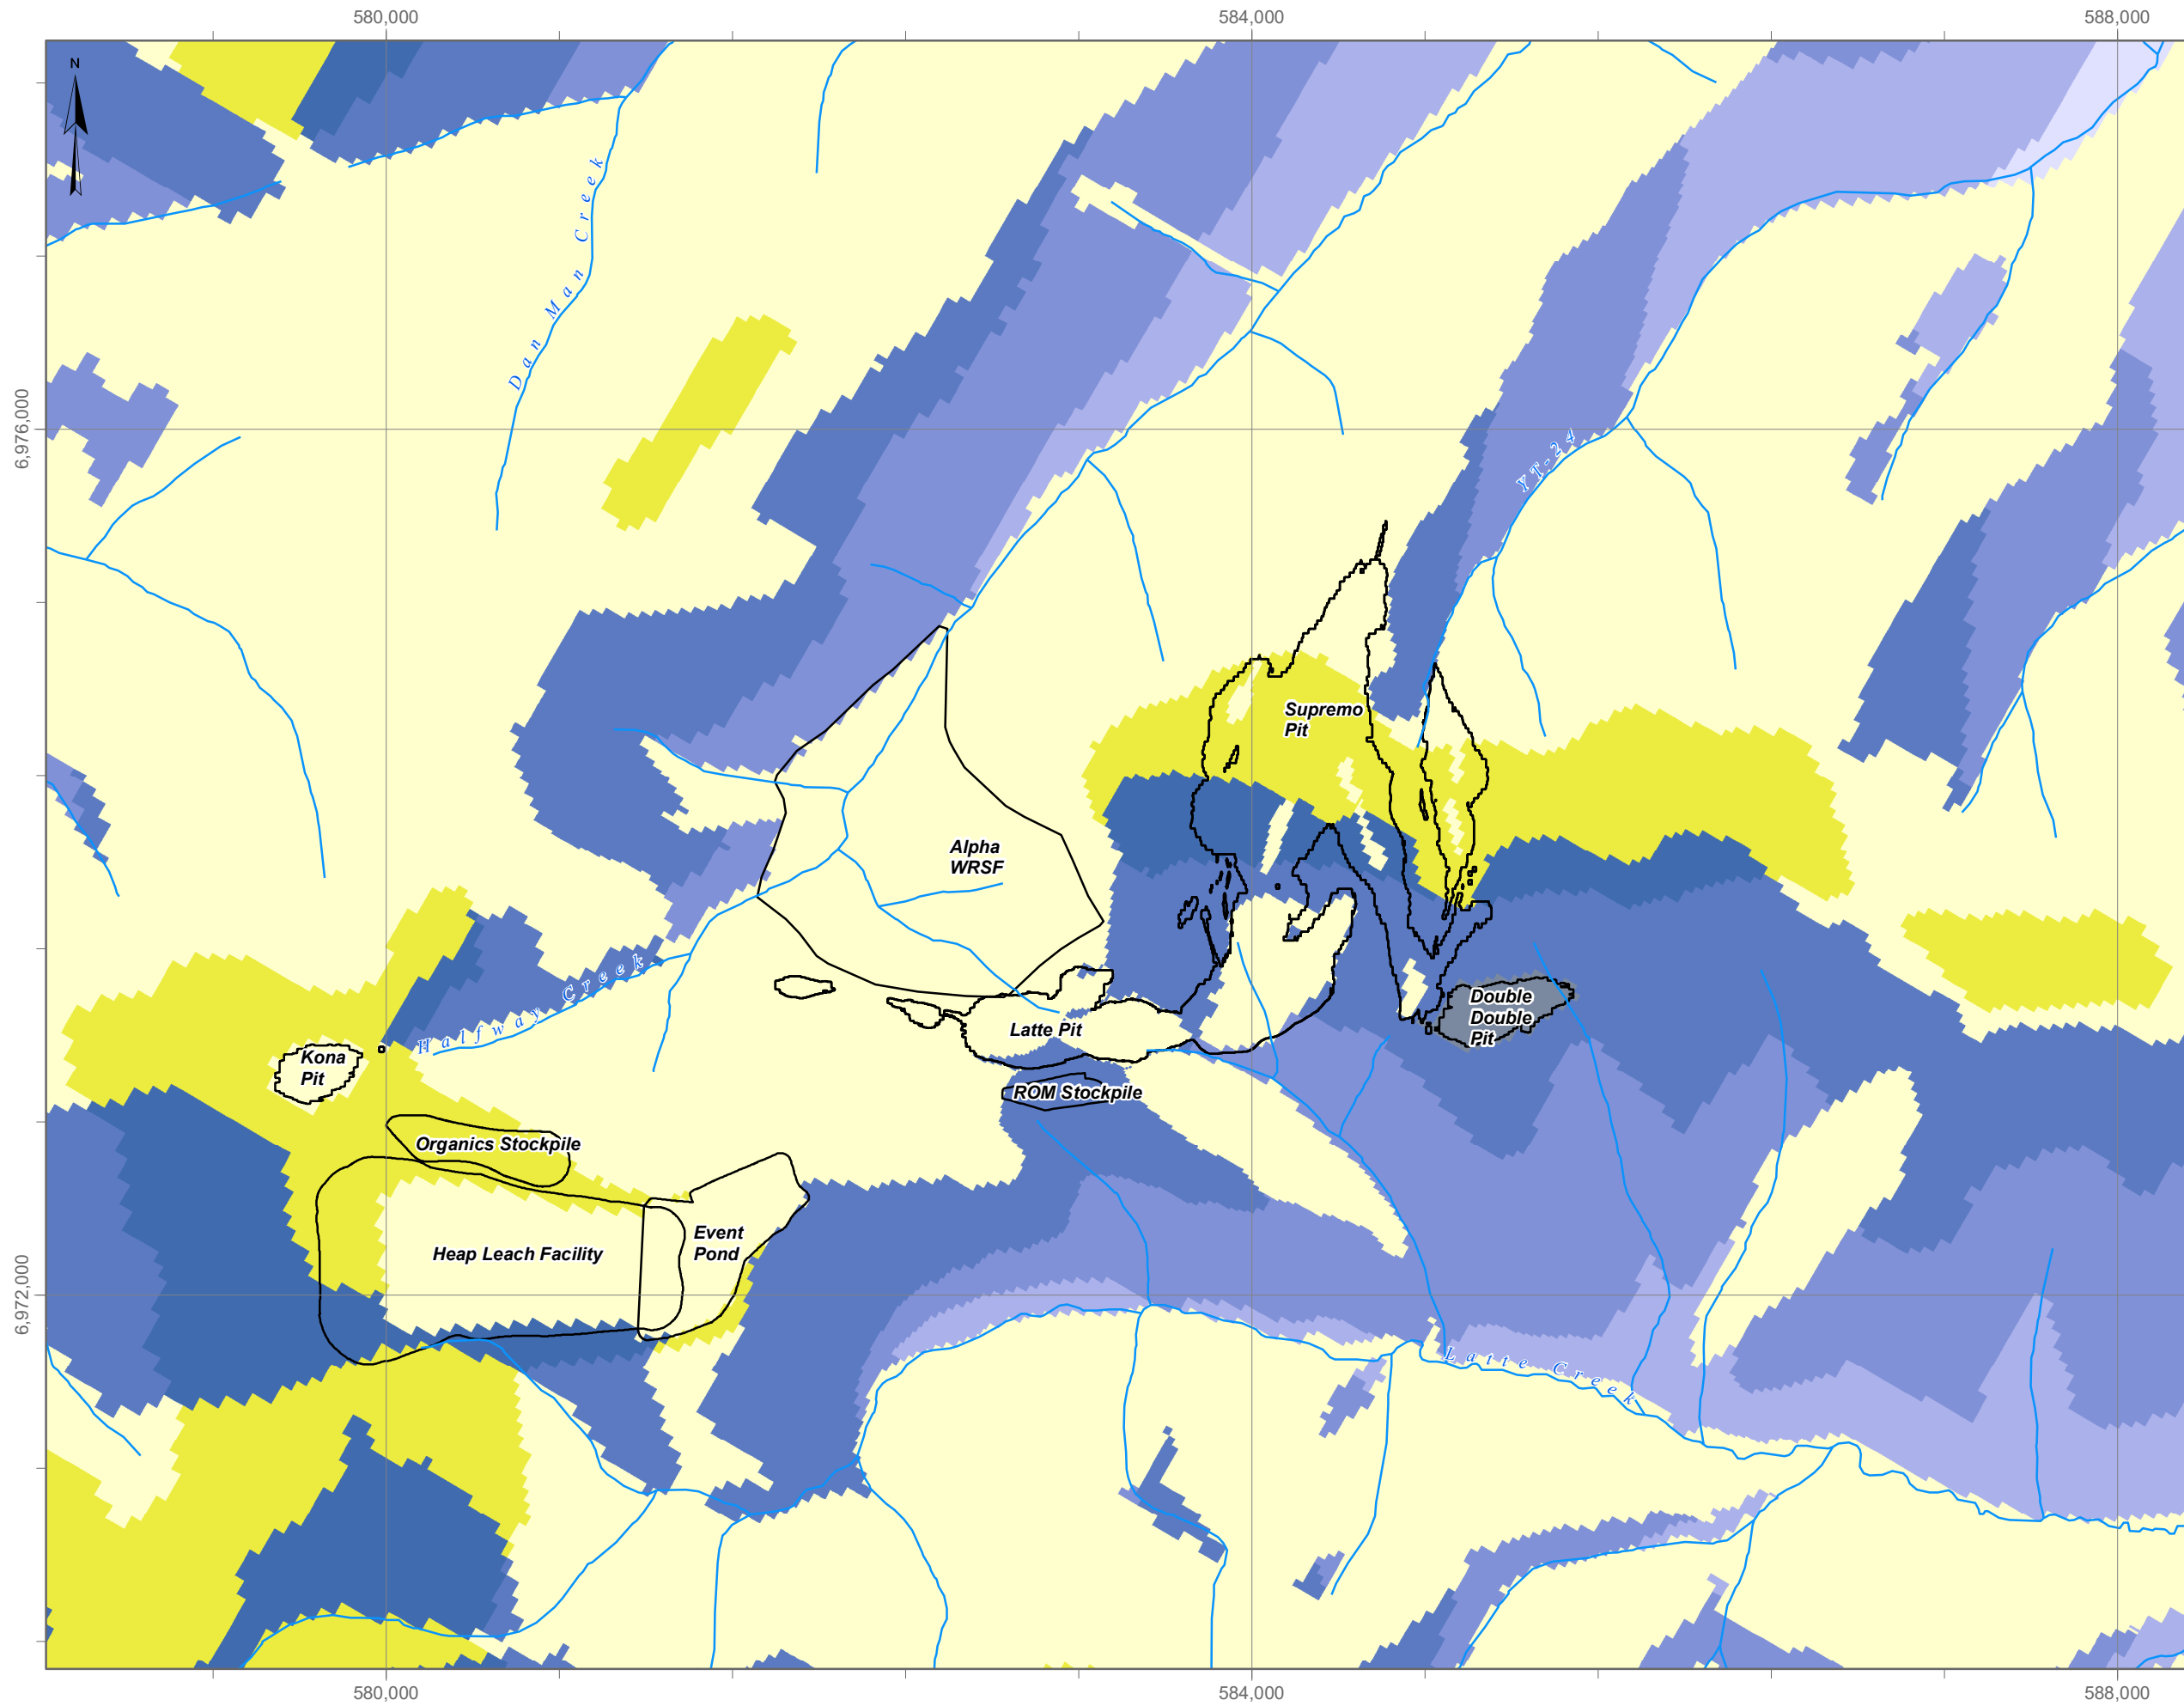 580,000
584,000
588,000
N
Dan Man Creek
6,976,000
YT-24
Supremo
Pit
Alpha
WRSF
Halfway Creek
Double
Double
Pit
Latte Pit
Kona
Pit
ROM Stockpile
Organics Stockpile
Event
Pond
Heap Leach Facility
6,972,000
Latte Creek
580,000
584,000
588,000